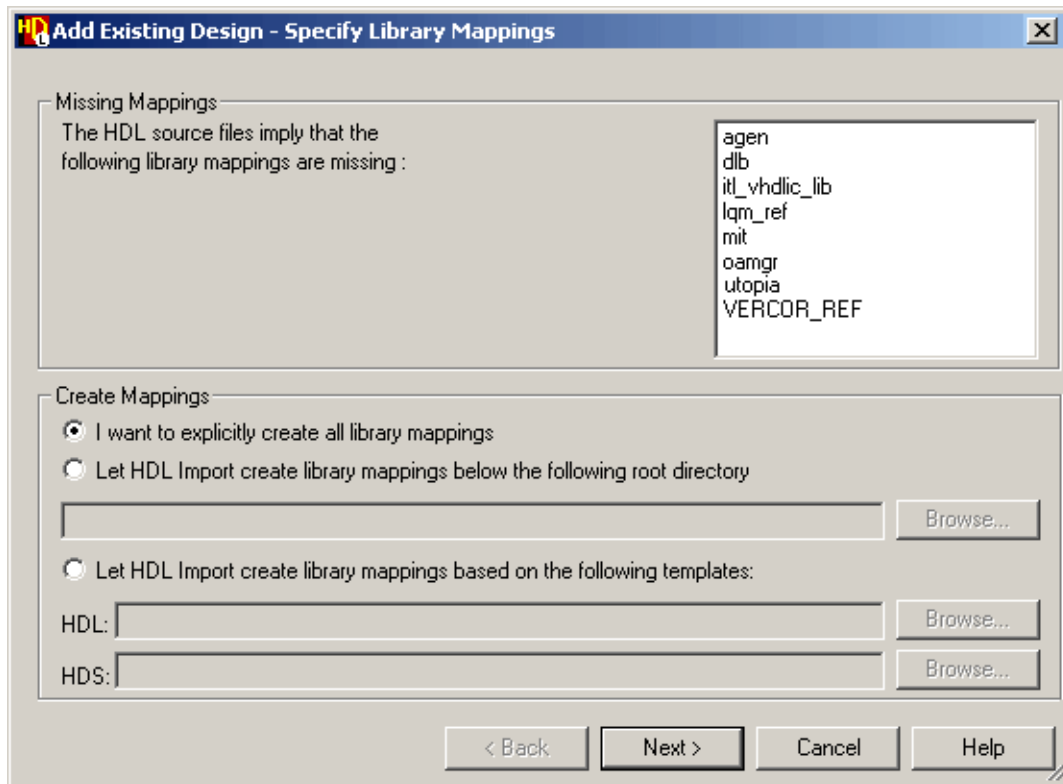 HD L Add Existing Design - Specify Library Mappings
Missing Mappings
The HDL source files imply that the
following library mappings are missing :
agen
dlb
itl_vhdlic_lib
lqm_ref
mit
oamgr
utopia
VERCOR_REF
Create Mappings
I want to explicitly create all library mappings
Let HDL Import create library mappings below the following root directory
Browse...
Let HDL Import create library mappings based on the following templates:
HDL: Browse...
HDS: Browse...
< Back Next > Cancel Help